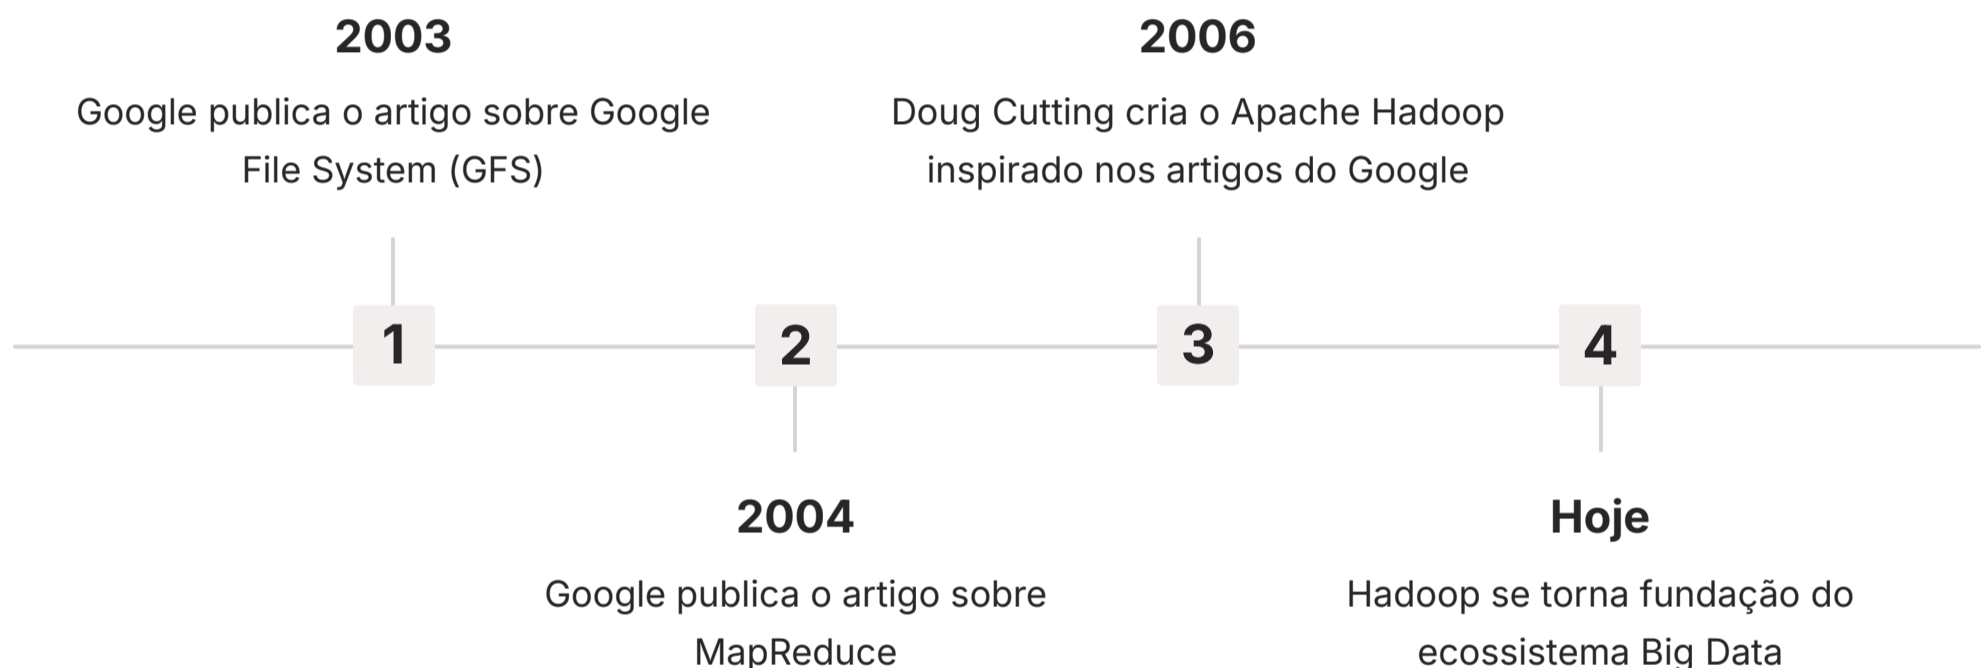 2003
Google publica o artigo sobre Google
File System (GFS)
2006
Doug Cutting cria o Apache Hadoop
inspirado nos artigos do Google
1
2
3
4
2004
Google publica o artigo sobre
MapReduce
Hoje
Hadoop se torna fundação do
ecossistema Big Data